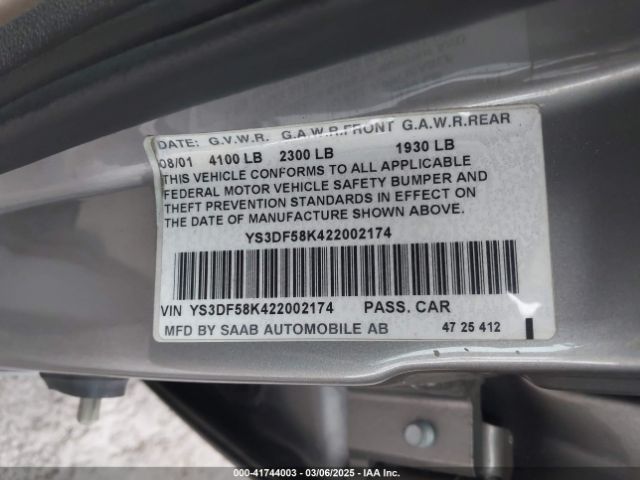 DATE: G.V.W.R. G.A.W.R.FRONT G.A.W.R.REAR
08/01 4100 LB 2300 LB 1930 LB
THIS VEHICLE CONFORMS TO ALL APPLICABLE
FEDERAL MOTOR VEHICLE SAFETY BUMPER AND
THEFT PREVENTION STANDARDS IN EFFECT ON
THE DATE OF MANUFACTURE SHOWN ABOVE.
YS3DF58K422002174
VIN YS3DF58K422002174 PASS. CAR
MFD BY SAAB AUTOMOBILE AB 47 25 412
000-41744003 — 03/06/2025 — IAA Inc.